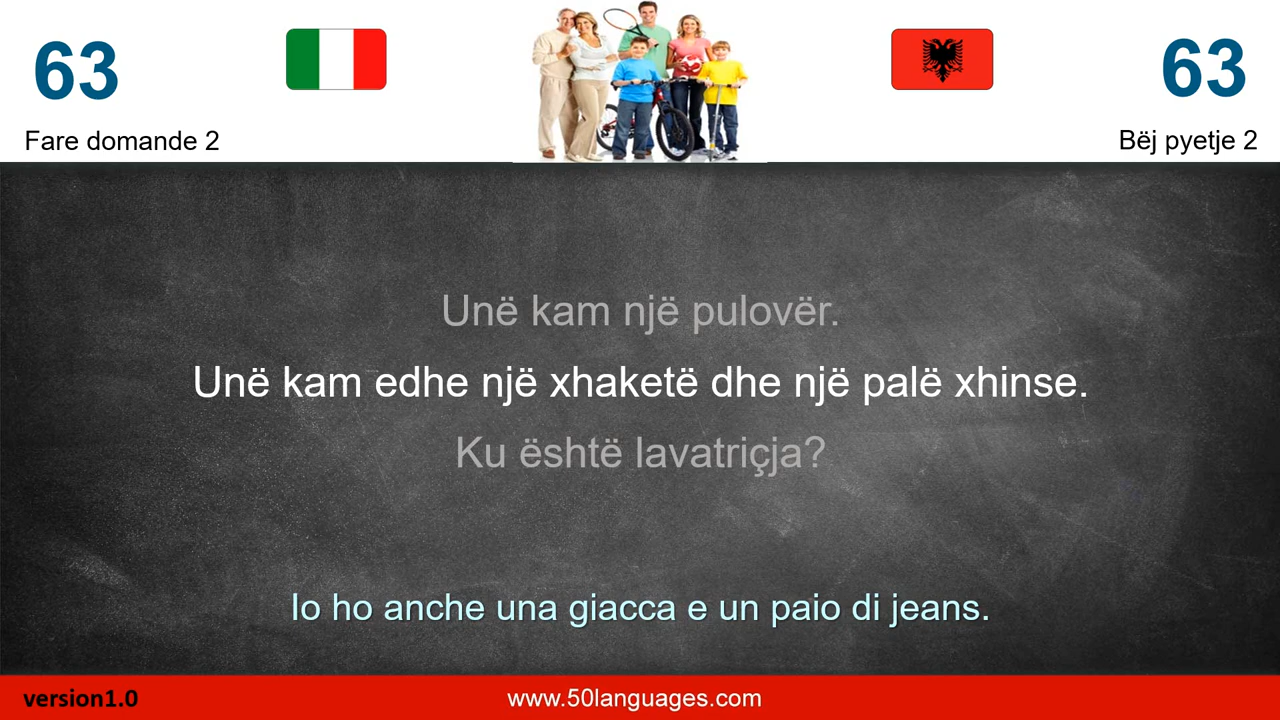 63
63
Fare domande 2
Bëj pyetje 2
Unë kam një pulovër.
Unë kam edhe një xhaketë dhe një palë xhinse.
Ku është lavatriçja?
Io ho anche una giacca e un paio di jeans.
version1.0
www.50languages.com